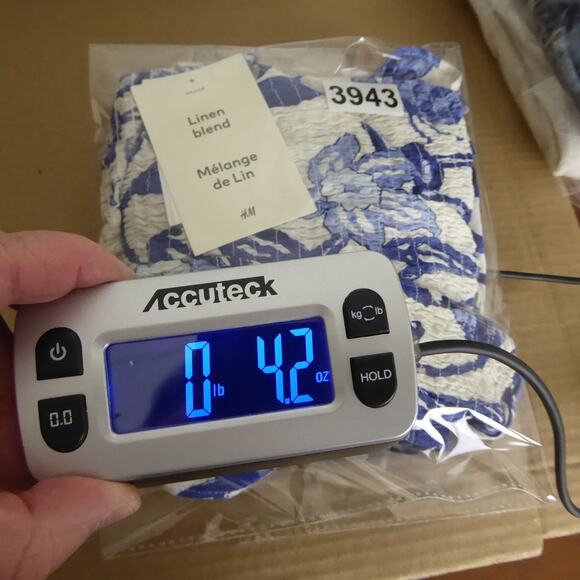 3943
Linen
blend
Mélange
de Lin
H&M
ACCUTECK
kg lb
0 lb 4.2 oz
HOLD
0.0